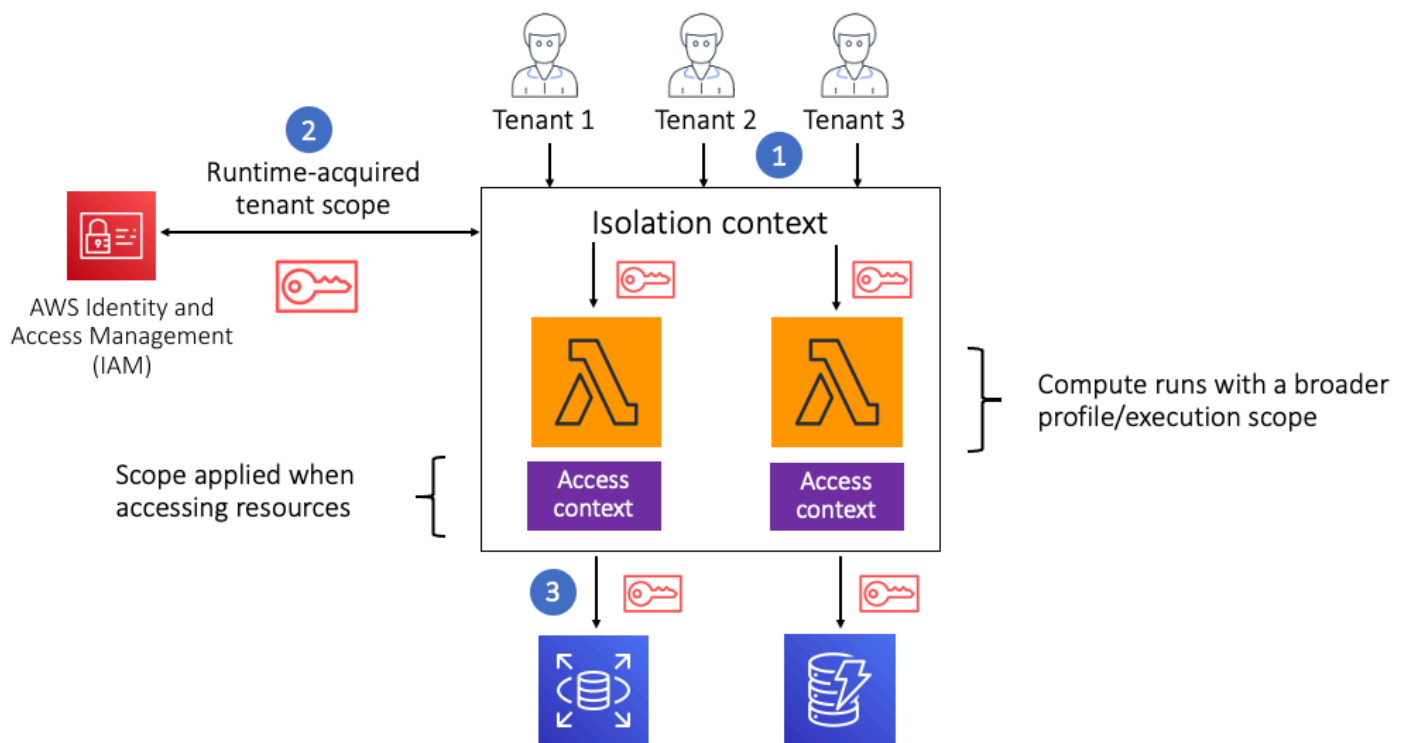 Tenant 1
Tenant 2
Tenant 3
1
2
Runtime-acquired
tenant scope
Isolation context
AWS Identity and
Access Management
(IAM)
Compute runs with a broader
profile/execution scope
Scope applied when
accessing resources
Access
context
Access
context
3